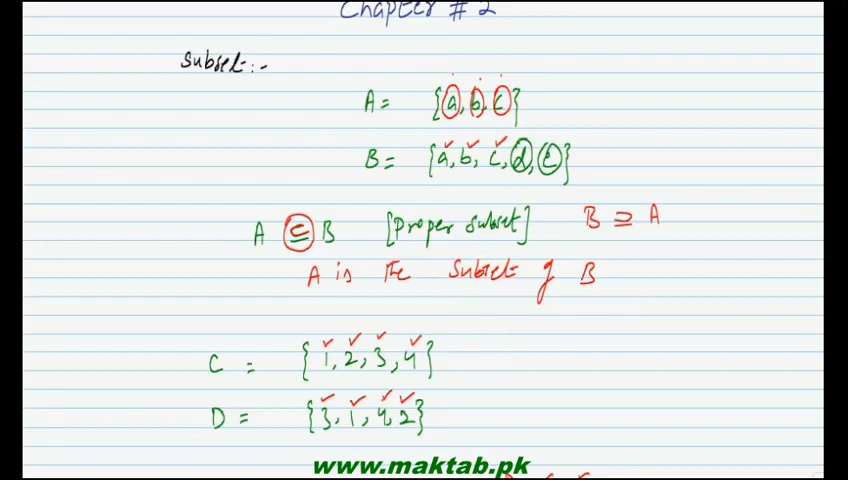 Chapter # 2
Subset:-
A = {a, b, c}
B = {a, b, c, d, e}
A ⊆ B [Proper subset] B ⊇ A
A is the Subset of B
C = {1, 2, 3, 4}
D = {3, 1, 4, 2}
www.maktab.pk